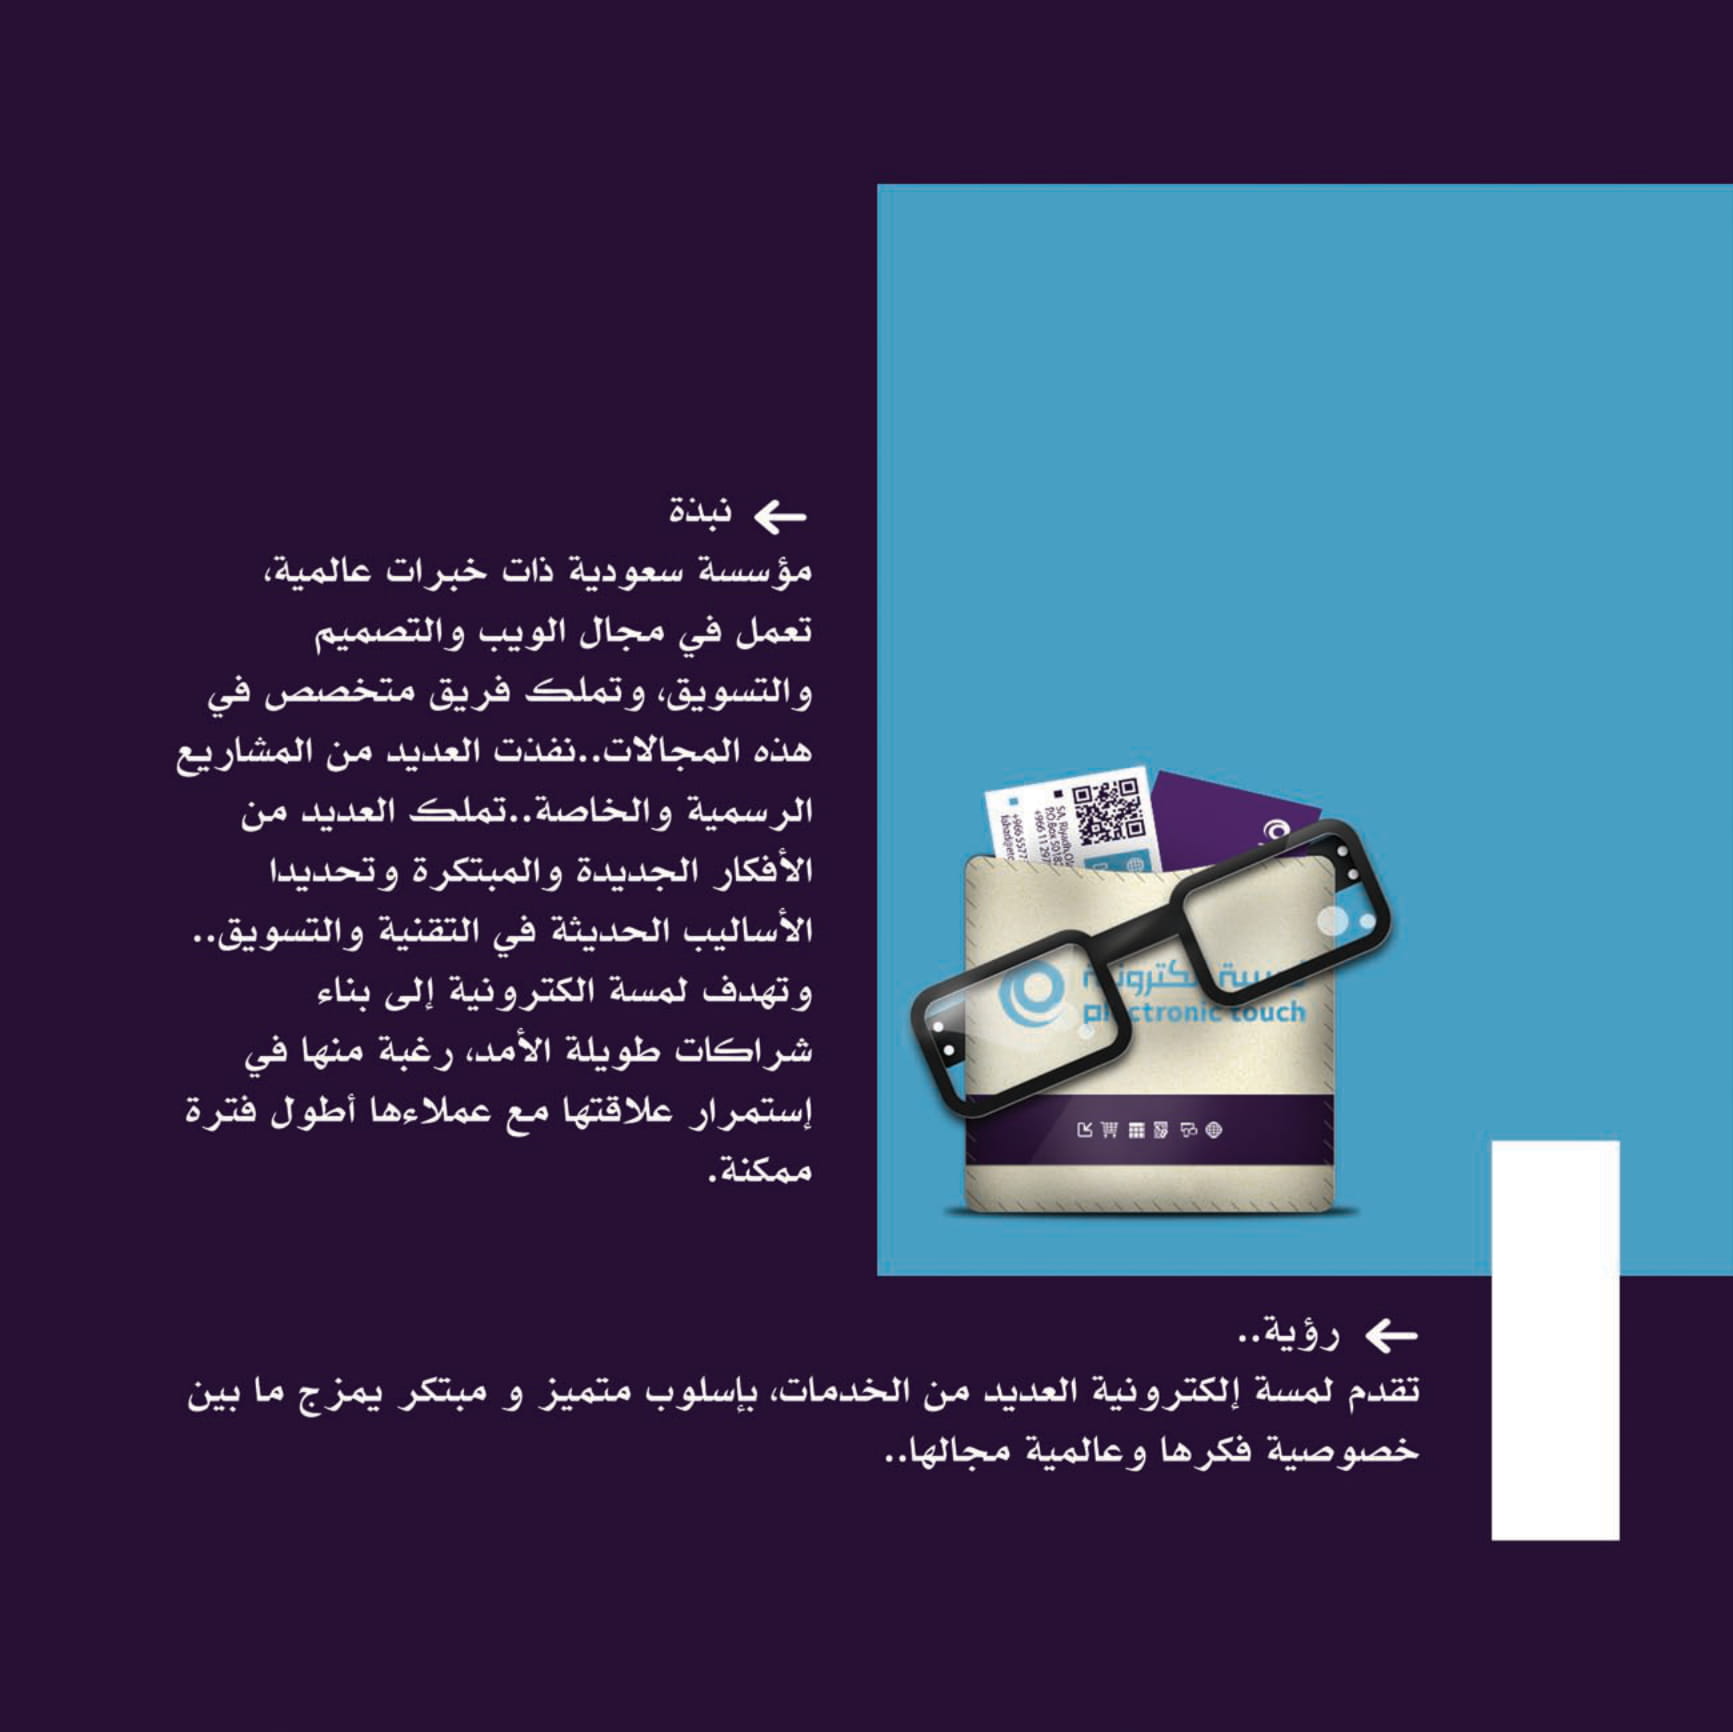 نبذة
مؤسسة سعودية ذات خبرات عالمية،
تعمل في مجال الويب والتصميم
والتسويق، وتملك فريق متخصص في
هذه المجالات..نفذت العديد من المشاريع
الرسمية والخاصة..تملك العديد من
الأفكار الجديدة والمبتكرة وتحديدا
الأساليب الحديثة في التقنية والتسويق..
وتهدف لمسة الكترونية إلى بناء
شراكات طويلة الأمد، رغبة منها في
إستمرار علاقتها مع عملاءها أطول فترة
ممكنة.
touch
رؤية..
تقدم لمسة إلكترونية العديد من الخدمات، بإسلوب متميز و مبتكر يمزج ما بين
خصوصية فكرها وعالمية مجالها..